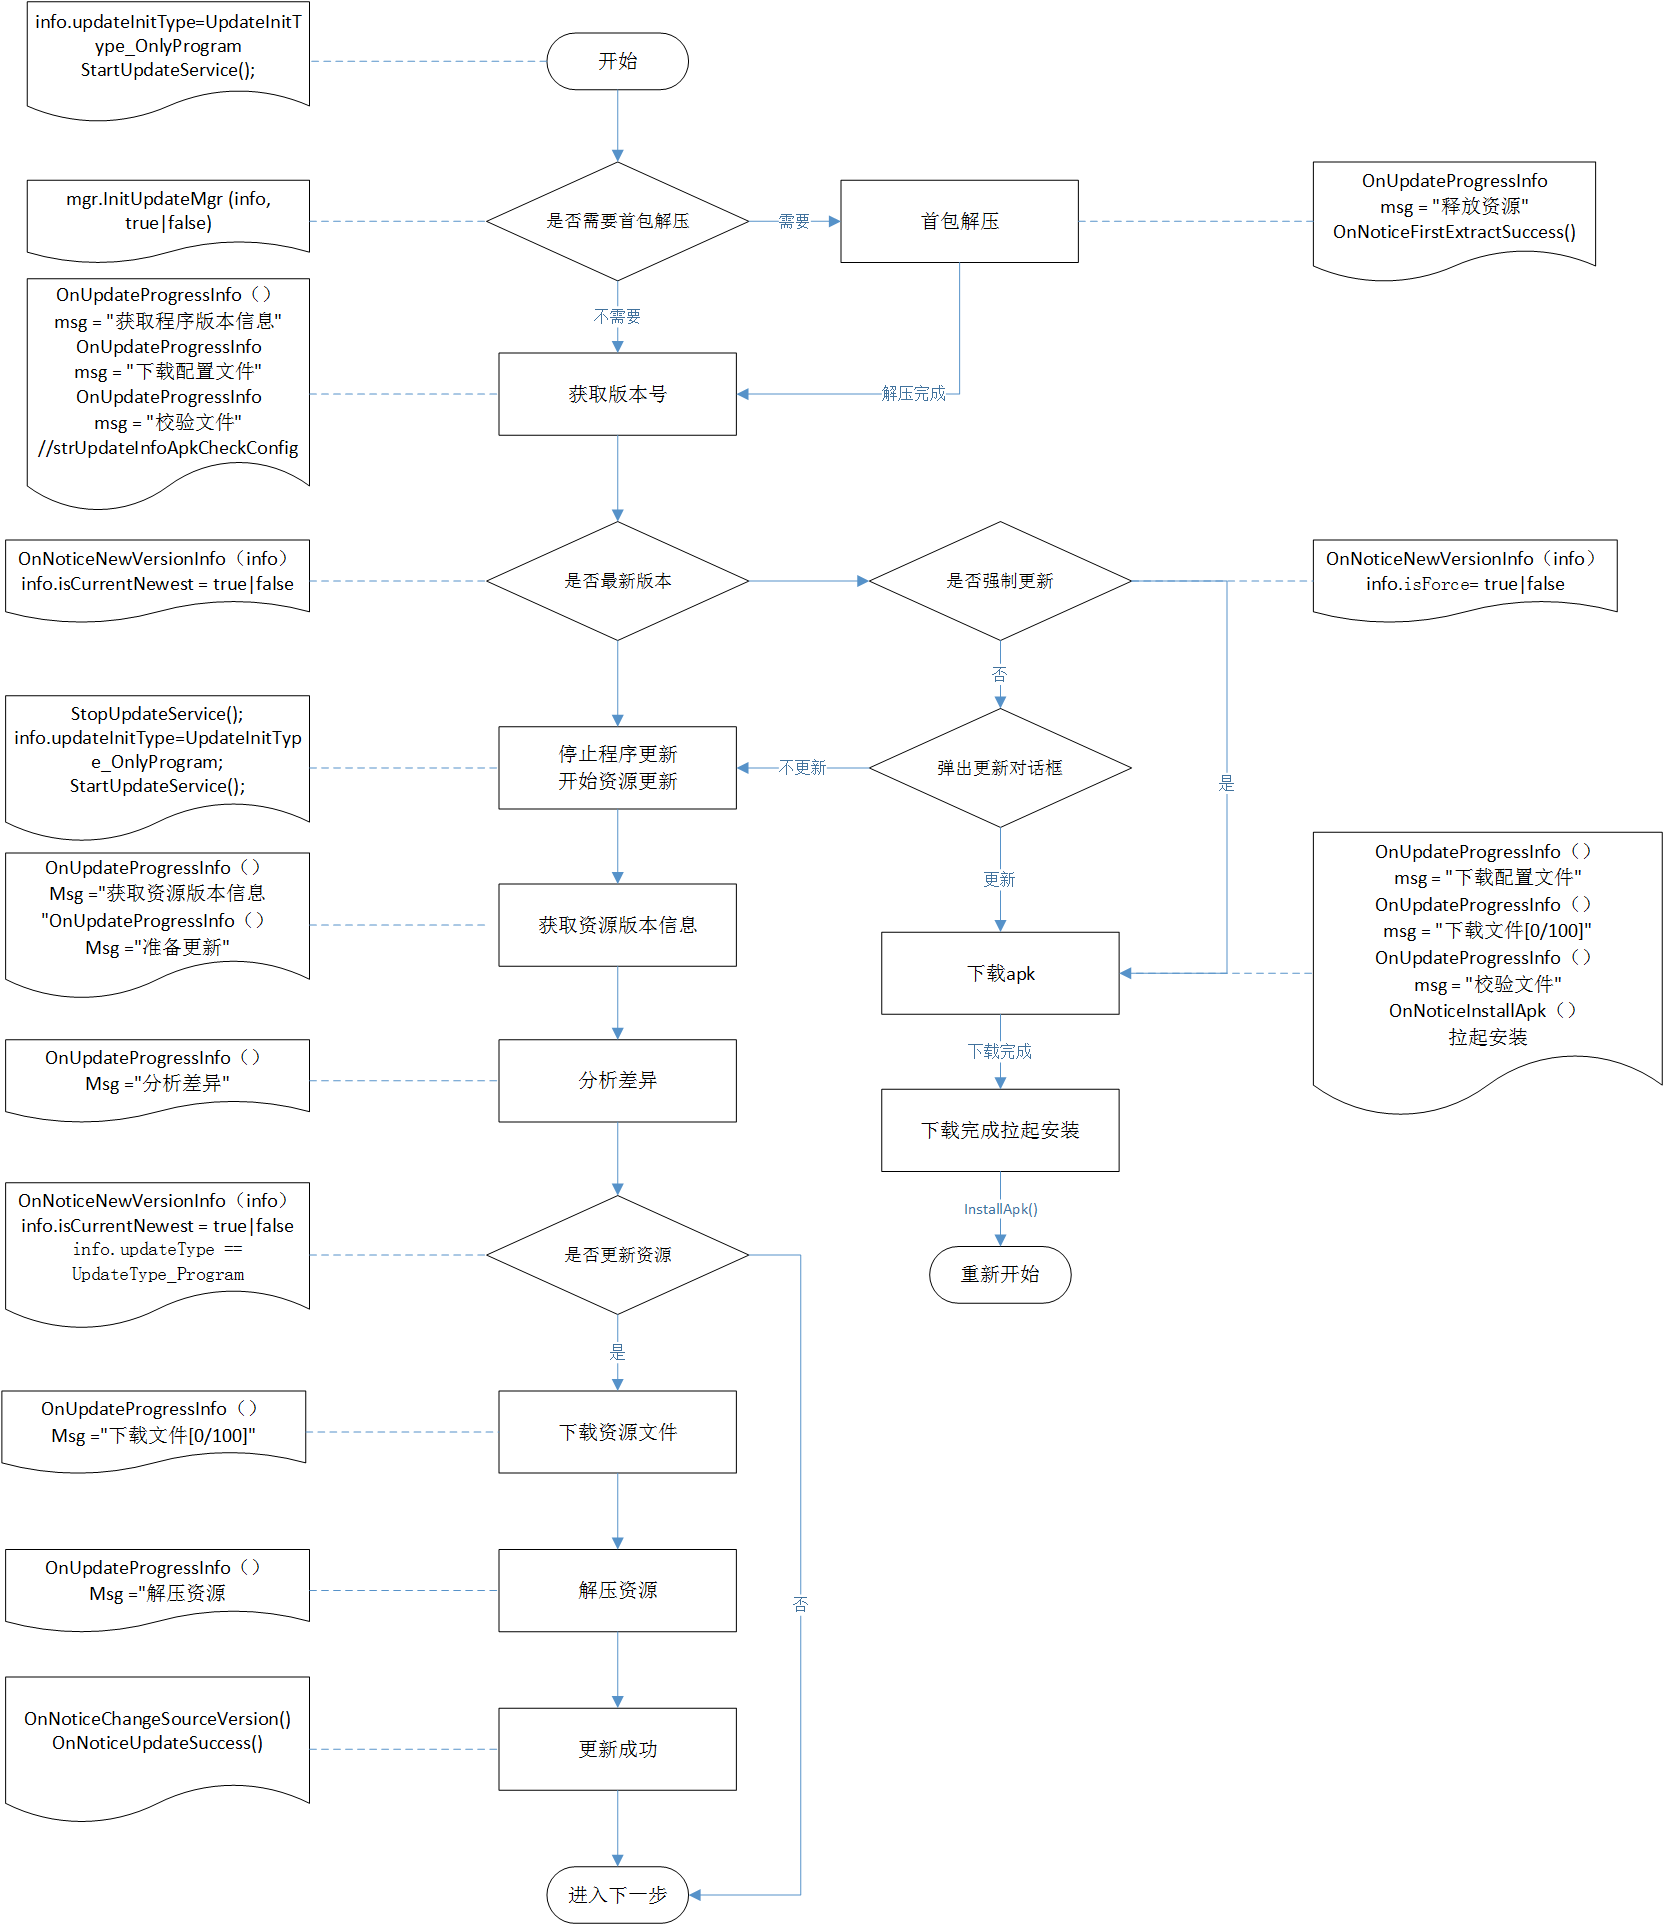 info.updateInitType=UpdateInitT
ype_OnlyProgram
StartUpdateService();
开始
mgr.InitUpdateMgr (info,
true|false)
是否需要首包解压
需要
首包解压
OnUpdateProgressInfo
msg = "释放资源"
OnNoticeFirstExtractSuccess()
不需要
OnUpdateProgressInfo（）
msg = "获取程序版本信息"
OnUpdateProgressInfo
msg = "下载配置文件"
OnUpdateProgressInfo
msg = "校验文件"
//strUpdateInfoApkCheckConfig
获取版本号
解压完成
OnNoticeNewVersionInfo（info）
info.isCurrentNewest = true|false
是否最新版本
是否强制更新
OnNoticeNewVersionInfo（info）
info.isForce= true|false
否
StopUpdateService();
info.updateInitType=UpdateInitTyp
e_OnlyProgram;
StartUpdateService();
停止程序更新
开始资源更新
不更新
弹出更新对话框
是
更新
OnUpdateProgressInfo（）
Msg ="获取资源版本信息
"OnUpdateProgressInfo（）
Msg ="准备更新"
获取资源版本信息
下载apk
OnUpdateProgressInfo（）
msg = "下载配置文件"
OnUpdateProgressInfo（）
msg = "下载文件[0/100]"
OnUpdateProgressInfo（）
msg = "校验文件"
OnNoticeInstallApk（）
拉起安装
下载完成
OnUpdateProgressInfo（）
Msg ="分析差异"
分析差异
下载完成拉起安装
InstallApk()
重新开始
OnNoticeNewVersionInfo（info）
info.isCurrentNewest = true|false
info.updateType ==
UpdateType_Program
是否更新资源
是
OnUpdateProgressInfo（）
Msg ="下载文件[0/100]"
下载资源文件
OnUpdateProgressInfo（）
Msg ="解压资源
解压资源
否
OnNoticeChangeSourceVersion()
OnNoticeUpdateSuccess()
更新成功
进入下一步